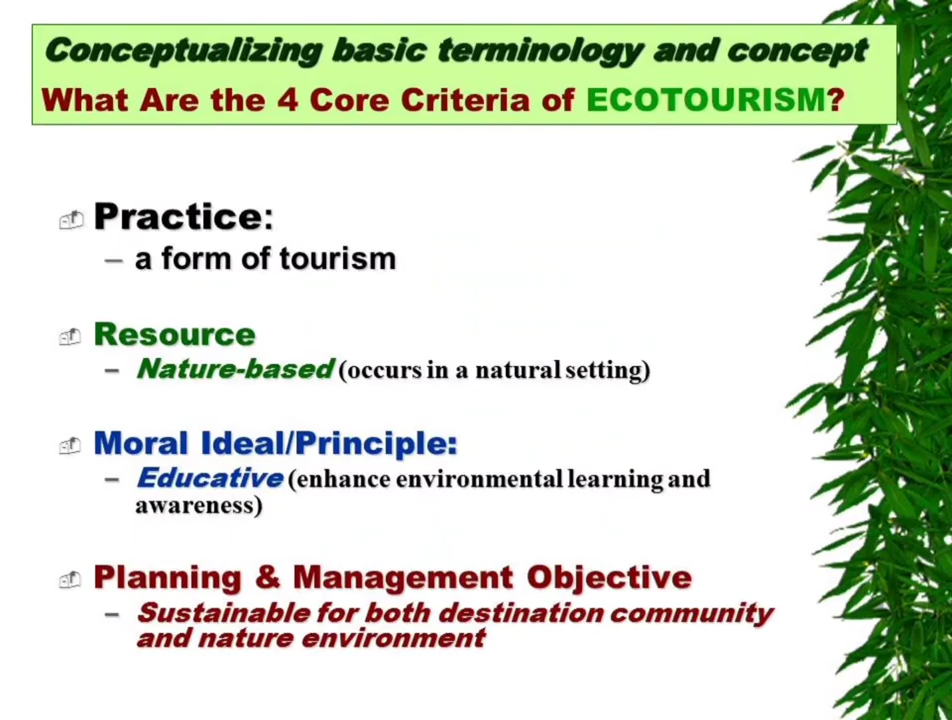 Conceptualizing basic terminology and concept
What Are the 4 Core Criteria of ECOTOURISM?
Practice:
– a form of tourism
Resource
– Nature-based (occurs in a natural setting)
Moral Ideal/Principle:
– Educative (enhance environmental learning and
awareness)
Planning & Management Objective
– Sustainable for both destination community
and nature environment